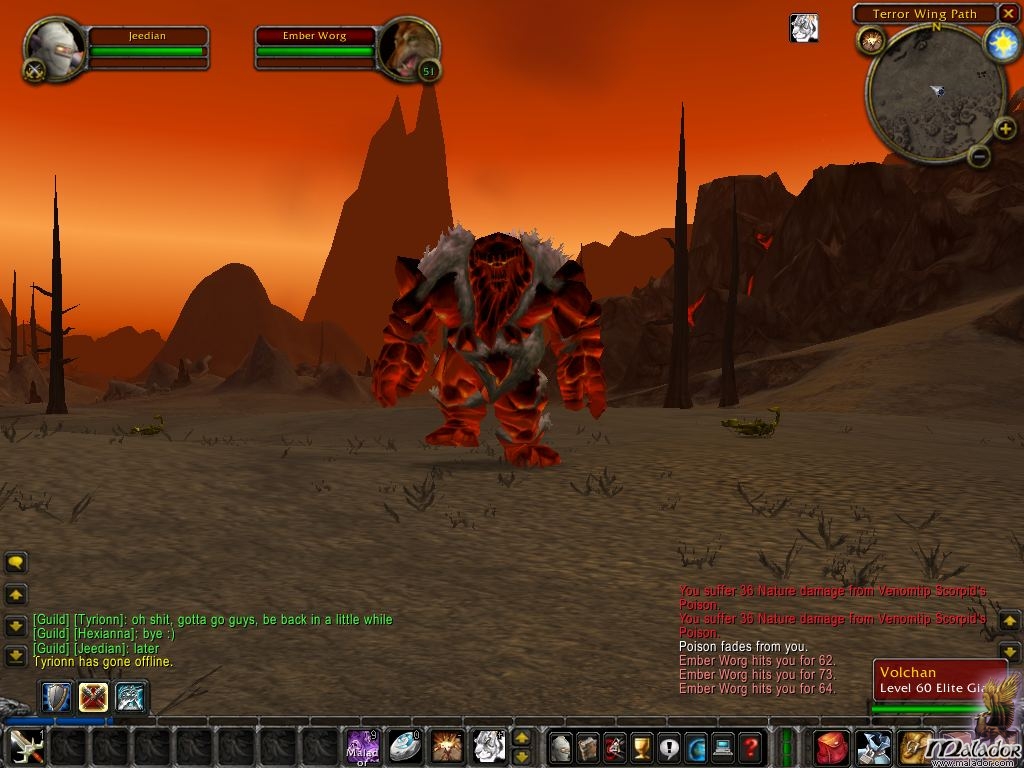 Jeedian
Ember Worg
51
Terror Wing Path
N
[Guild] [Tyrionn]: oh shit, gotta go guys, be back in a little while
[Guild] [Hexianna]: bye :)
[Guild] [Jeedian]: later
Tyrionn has gone offline.
You suffer 36 Nature damage from Venomtip Scorpid's
Poison.
You suffer 36 Nature damage from Venomtip Scorpid's
Poison.
Poison fades from you.
Ember Worg hits you for 62.
Ember Worg hits you for 73.
Ember Worg hits you for 64.
Volchan
Level 60 Elite Gia
1
9
Malad
or
0
Malador
www.malador.com